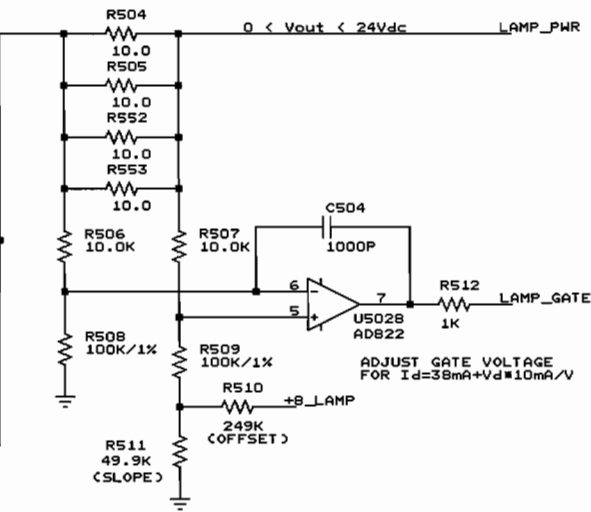 R504
0 < Vout < 24Vdc
LAMP_PWR
10.0
R505
10.0
R552
10.0
R553
10.0
R506
10.0K
R507
10.0K
C504
1000P
6
-
7
5
+
U5028
AD822
R512
1K
LAMP_GATE
R508
100K/1%
R509
100K/1%
ADJUST GATE VOLTAGE
FOR Id=38mA+Vd*10mA/V
R510
+8_LAMP
249K
(OFFSET)
R511
49.9K
(SLOPE)